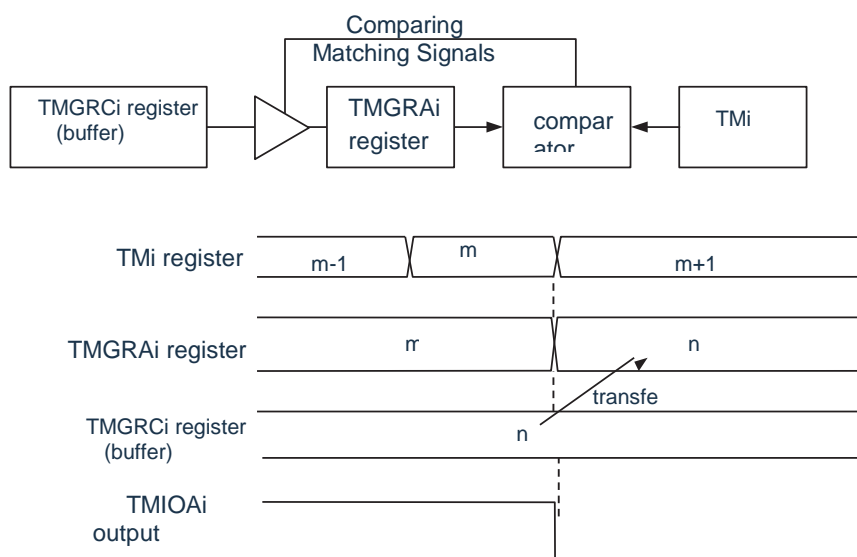 Comparing
Matching Signals
TMGRCi register
(buffer)
TMGRAi
register
compar
ator
TMi
TMi register
m-1
m
m+1
TMGRAi register
m
n
transfe
TMGRCi register
(buffer)
n
TMIOAi
output